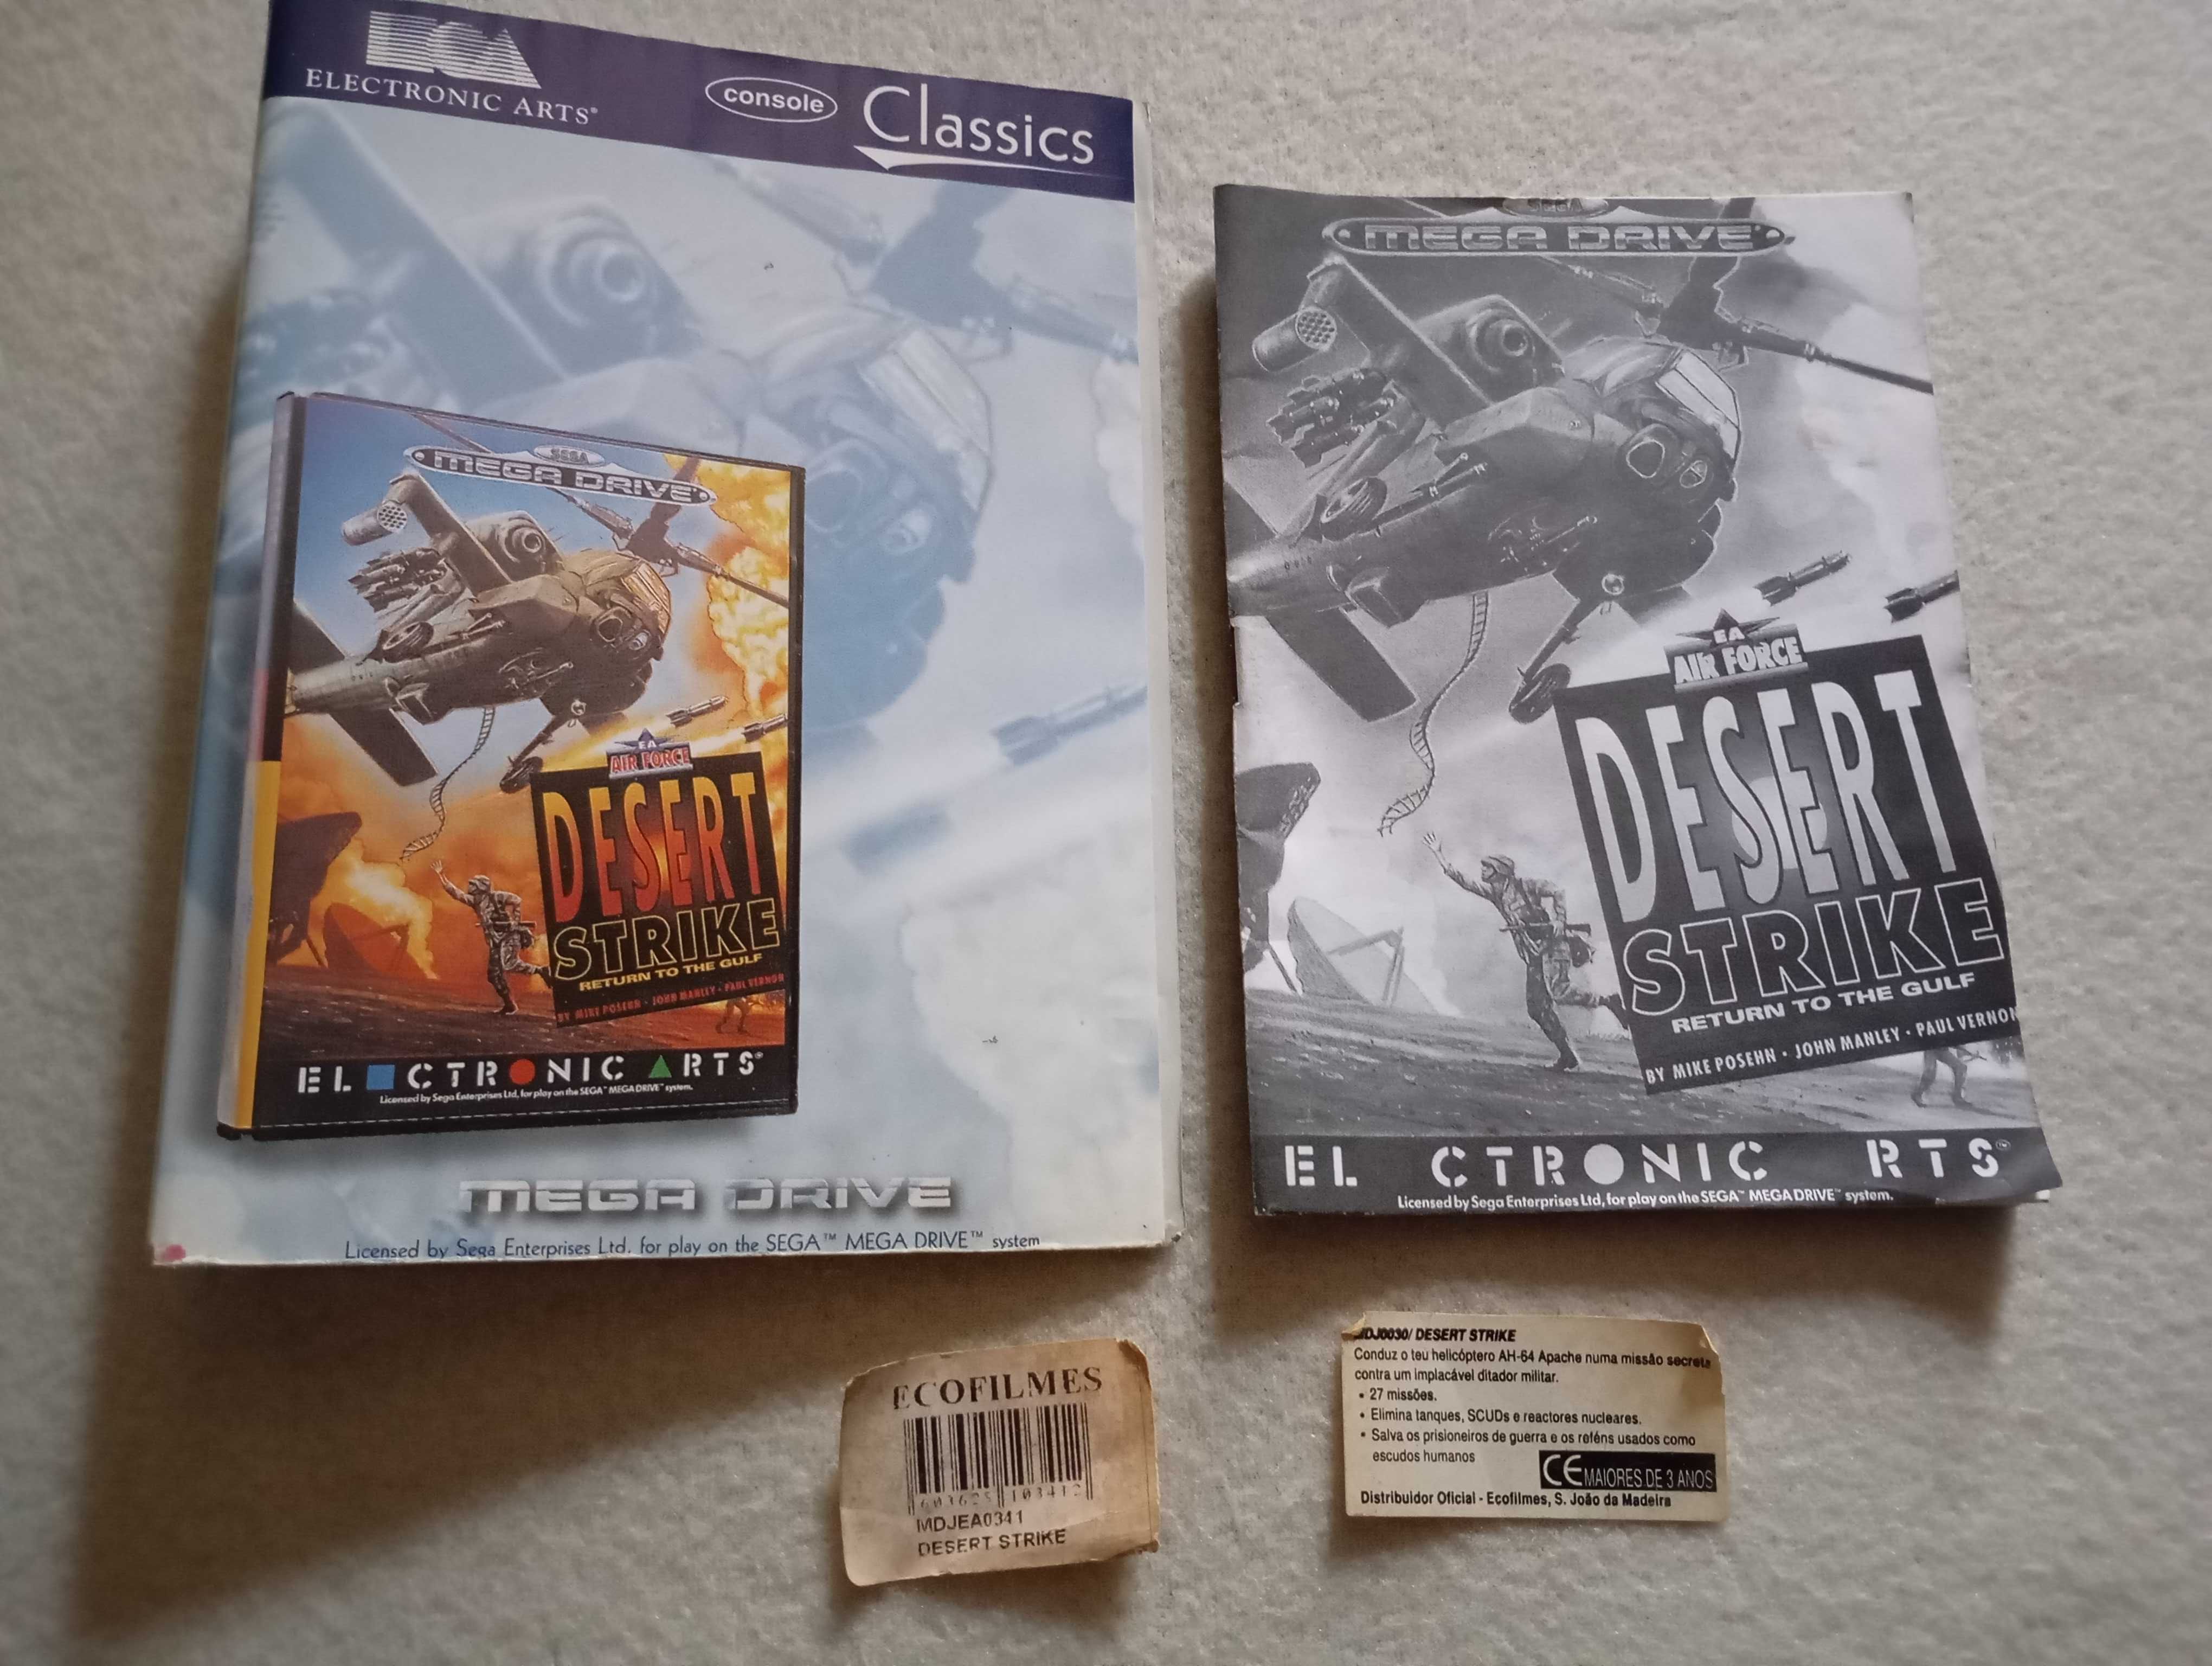 ELECTRONIC ARTS®
console Classics
SEGA
MEGA DRIVE
EA
AIR FORCE
DESERT
STRIKE
RETURN TO THE GULF
BY MIKE POSEHN · JOHN MANLEY · PAUL VERNON
EL CTR NIC RTS
Licensed by Sega Enterprises Ltd, for play on the SEGA™ MEGA DRIVE™ system.
MEGA DRIVE
Licensed by Sega Enterprises Ltd. for play on the SEGA™ MEGA DRIVE™ system
SEGA
MEGA DRIVE
EA
AIR FORCE
DESERT
STRIKE
RETURN TO THE GULF
BY MIKE POSEHN · JOHN MANLEY · PAUL VERNON
EL CTRONIC RTS™
Licensed by Sega Enterprises Ltd, for play on the SEGA™ MEGA DRIVE™ system.
ECOFILMES
MDJEA0341
DESERT STRIKE
MDJ0030/ DESERT STRIKE
Conduz o teu helicóptero AH-64 Apache numa missão secreta
contra um implacável ditador militar.
• 27 missões.
• Elimina tanques, SCUDs e reactores nucleares.
• Salva os prisioneiros de guerra e os reféns usados como
escudos humanos
CE MAIORES DE 3 ANOS
Distribuidor Oficial - Ecofilmes, S. João da Madeira